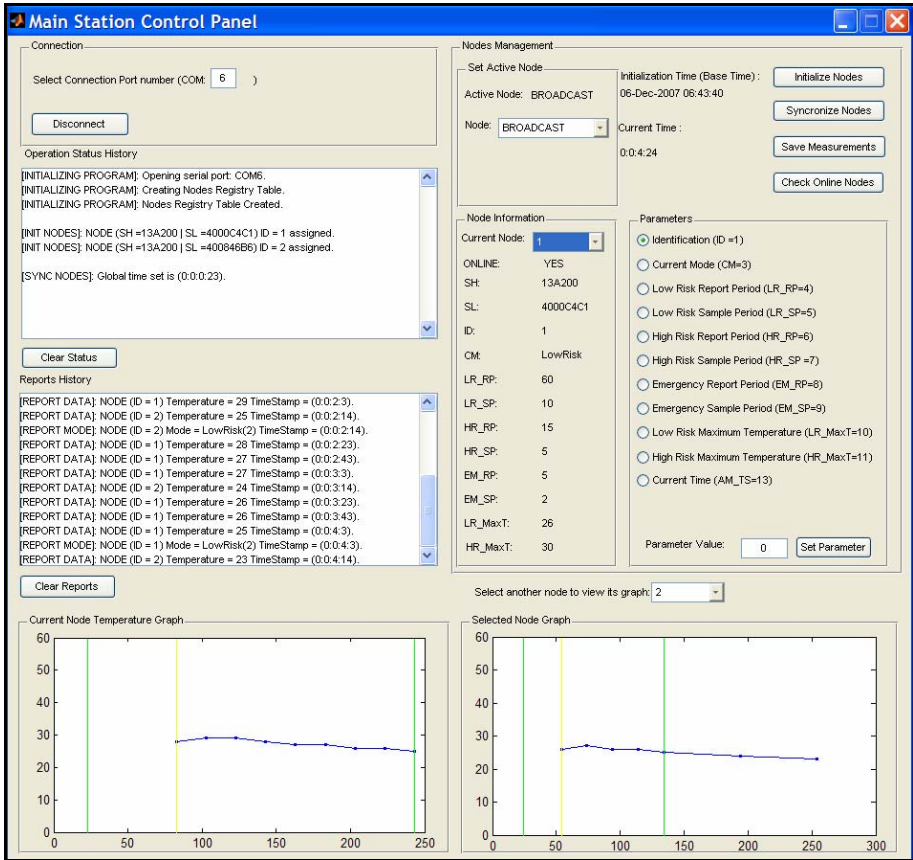 Main Station Control Panel
Connection
Select Connection Port number (COM: 6 )
Disconnect
Operation Status History
[INITIALIZING PROGRAM]: Opening serial port: COM6.
[INITIALIZING PROGRAM]: Creating Nodes Registry Table.
[INITIALIZING PROGRAM]: Nodes Registry Table Created.
[INIT NODES]: NODE (SH =13A200 | SL =4000C4C1) ID = 1 assigned.
[INIT NODES]: NODE (SH =13A200 | SL =400846B6) ID = 2 assigned.
[SYNC NODES]: Global time set is (0:0:0:23).
Clear Status
Reports History
[REPORT DATA]: NODE (ID = 1) Temperature = 29 TimeStamp = (0:0:2:3).
[REPORT DATA]: NODE (ID = 2) Temperature = 25 TimeStamp = (0:0:2:14).
[REPORT MODE]: NODE (ID = 2) Mode = LowRisk(2) TimeStamp = (0:0:2:14).
[REPORT DATA]: NODE (ID = 1) Temperature = 28 TimeStamp = (0:0:2:23).
[REPORT DATA]: NODE (ID = 1) Temperature = 27 TimeStamp = (0:0:2:43).
[REPORT DATA]: NODE (ID = 1) Temperature = 27 TimeStamp = (0:0:3:3).
[REPORT DATA]: NODE (ID = 2) Temperature = 24 TimeStamp = (0:0:3:14).
[REPORT DATA]: NODE (ID = 1) Temperature = 26 TimeStamp = (0:0:3:23).
[REPORT DATA]: NODE (ID = 1) Temperature = 26 TimeStamp = (0:0:3:43).
[REPORT DATA]: NODE (ID = 1) Temperature = 25 TimeStamp = (0:0:4:3).
[REPORT MODE]: NODE (ID = 1) Mode = LowRisk(2) TimeStamp = (0:0:4:3).
[REPORT DATA]: NODE (ID = 2) Temperature = 23 TimeStamp = (0:0:4:14).
Clear Reports
Nodes Management
Set Active Node
Active Node: BROADCAST
Node: BROADCAST
Initialization Time (Base Time) :
06-Dec-2007 06:43:40
Current Time :
0:0:4:24
Initialize Nodes
Syncronize Nodes
Save Measurements
Check Online Nodes
Node Information
Current Node: 1
ONLINE: YES
SH: 13A200
SL: 4000C4C1
ID: 1
CM: LowRisk
LR_RP: 60
LR_SP: 10
HR_RP: 15
HR_SP: 5
EM_RP: 5
EM_SP: 2
LR_MaxT: 26
HR_MaxT: 30
Parameters
Identification (ID =1)
Current Mode (CM=3)
Low Risk Report Period (LR_RP=4)
Low Risk Sample Period (LR_SP=5)
High Risk Report Period (HR_RP=6)
High Risk Sample Period (HR_SP =7)
Emergency Report Period (EM_RP=8)
Emergency Sample Period (EM_SP=9)
Low Risk Maximum Temperature (LR_MaxT=10)
High Risk Maximum Temperature (HR_MaxT=11)
Current Time (AM_TS=13)
Parameter Value: 0 Set Parameter
Select another node to view its graph: 2
Current Node Temperature Graph
60
50
40
30
20
10
0
0 50 100 150 200 250
Selected Node Graph
60
50
40
30
20
10
0
0 50 100 150 200 250 300